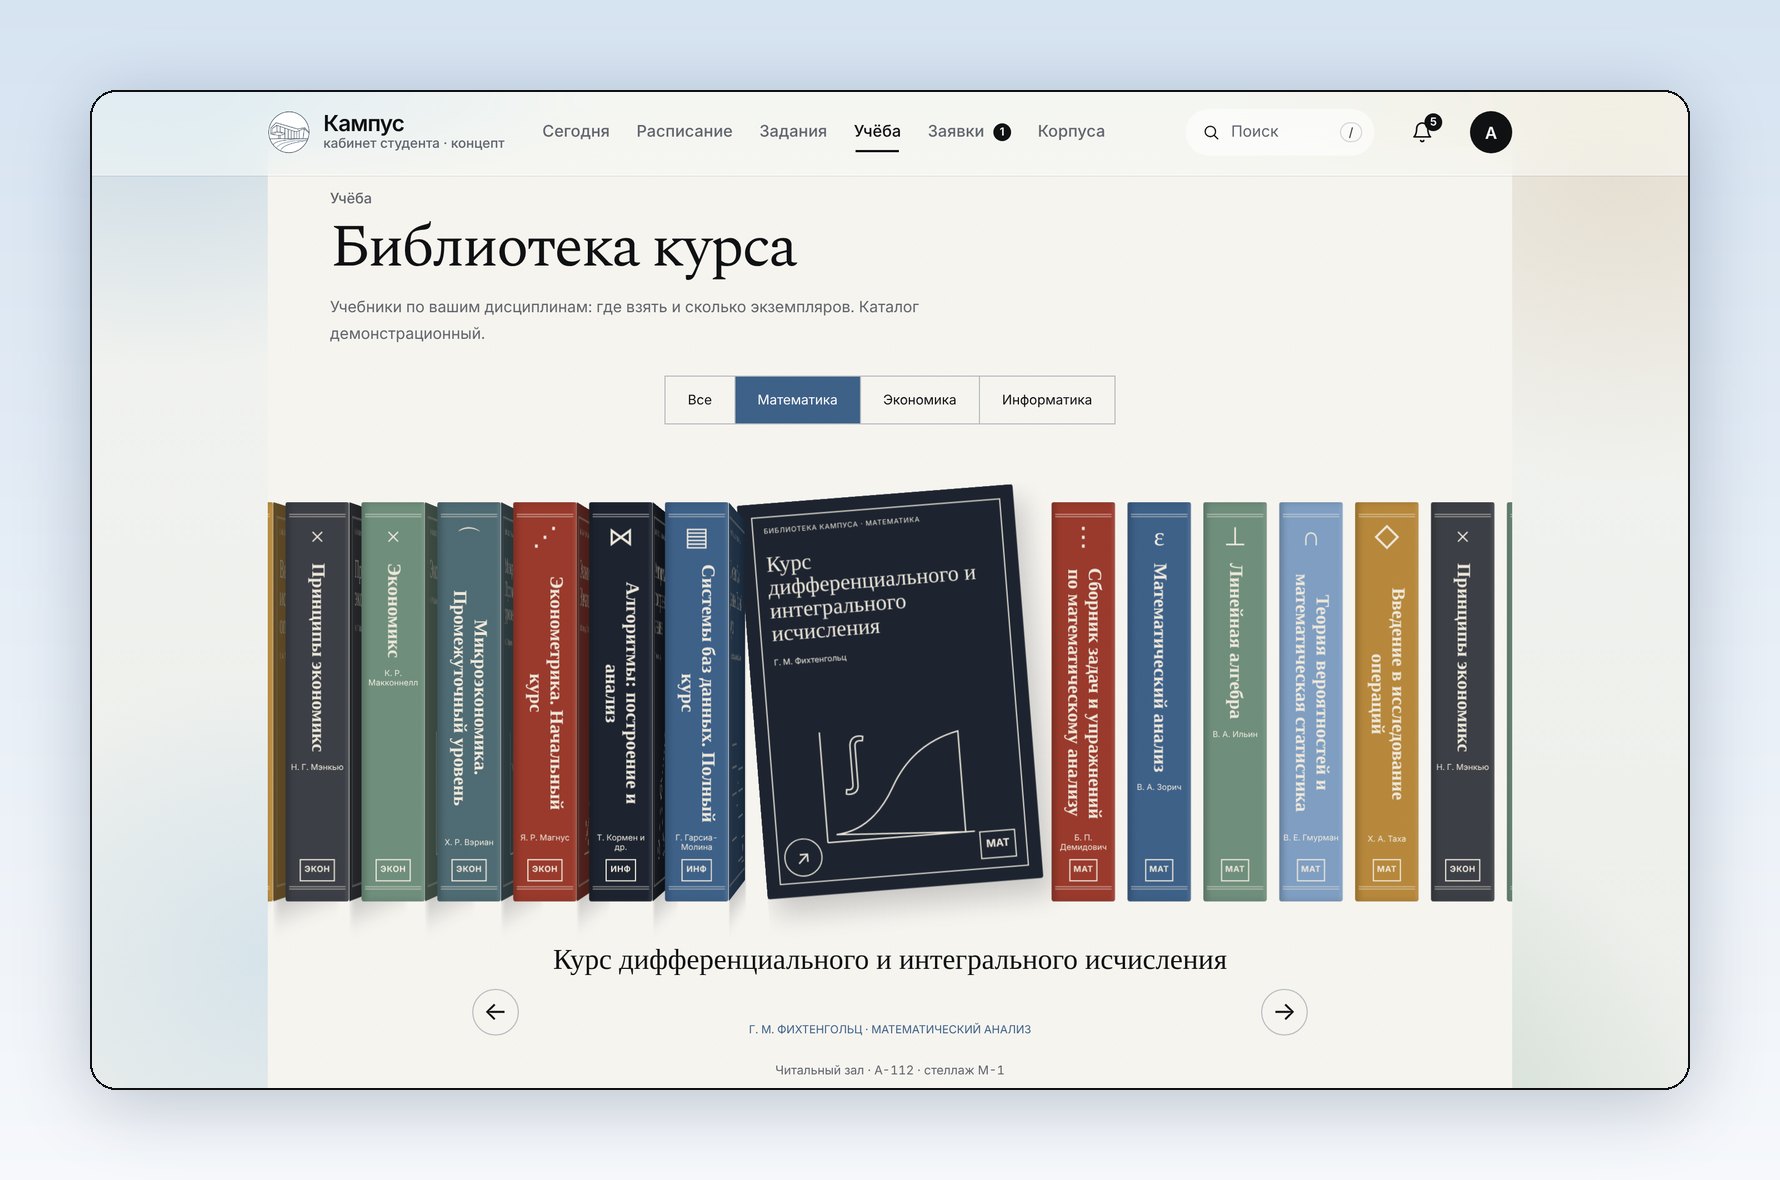 Кампус
кабинет студента · концепт
Сегодня
Расписание
Задания
Учёба
Заявки 1
Корпуса
Поиск /
5
А
Учёба
Библиотека курса
Учебники по вашим дисциплинам: где взять и сколько экземпляров. Каталог
демонстрационный.
Все
Математика
Экономика
Информатика
×
Принципы экономикс
Н. Г. Мэнкью
ЭКОН
×
Экономикс
К. Р.
Макконнелл
ЭКОН
Микроэкономика.
Промежуточный уровень
Х. Р. Вэриан
ЭКОН
Эконометрика. Начальный
курс
Я. Р. Магнус
ЭКОН
Алгоритмы: построение и
анализ
Т. Кормен и
др.
ИНФ
Системы баз данных. Полный
курс
Г. Гарсиа-
Молина
ИНФ
БИБЛИОТЕКА КАМПУСА · МАТЕМАТИКА
Курс
дифференциального и
интегрального
исчисления
Г. М. Фихтенгольц
∫
МАТ
Сборник задач и упражнений
по математическому анализу
Б. П.
Демидович
МАТ
ε
Математический анализ
В. А. Зорич
МАТ
⊥
Линейная алгебра
В. А. Ильин
МАТ
∩
Теория вероятностей и
математическая статистика
В. Е. Гмурман
МАТ
Введение в исследование
операций
Х. А. Таха
МАТ
×
Принципы экономикс
Н. Г. Мэнкью
ЭКОН
Курс дифференциального и интегрального исчисления
Г. М. ФИХТЕНГОЛЬЦ · МАТЕМАТИЧЕСКИЙ АНАЛИЗ
Читальный зал · А-112 · стеллаж М-1